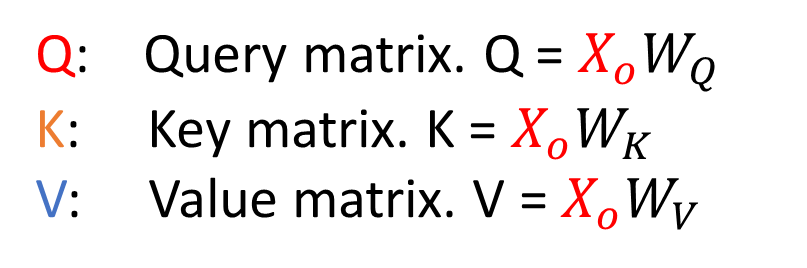 Q: Query matrix. Q = XₒW_Q
K: Key matrix. K = XₒW_K
V: Value matrix. V = XₒW_V